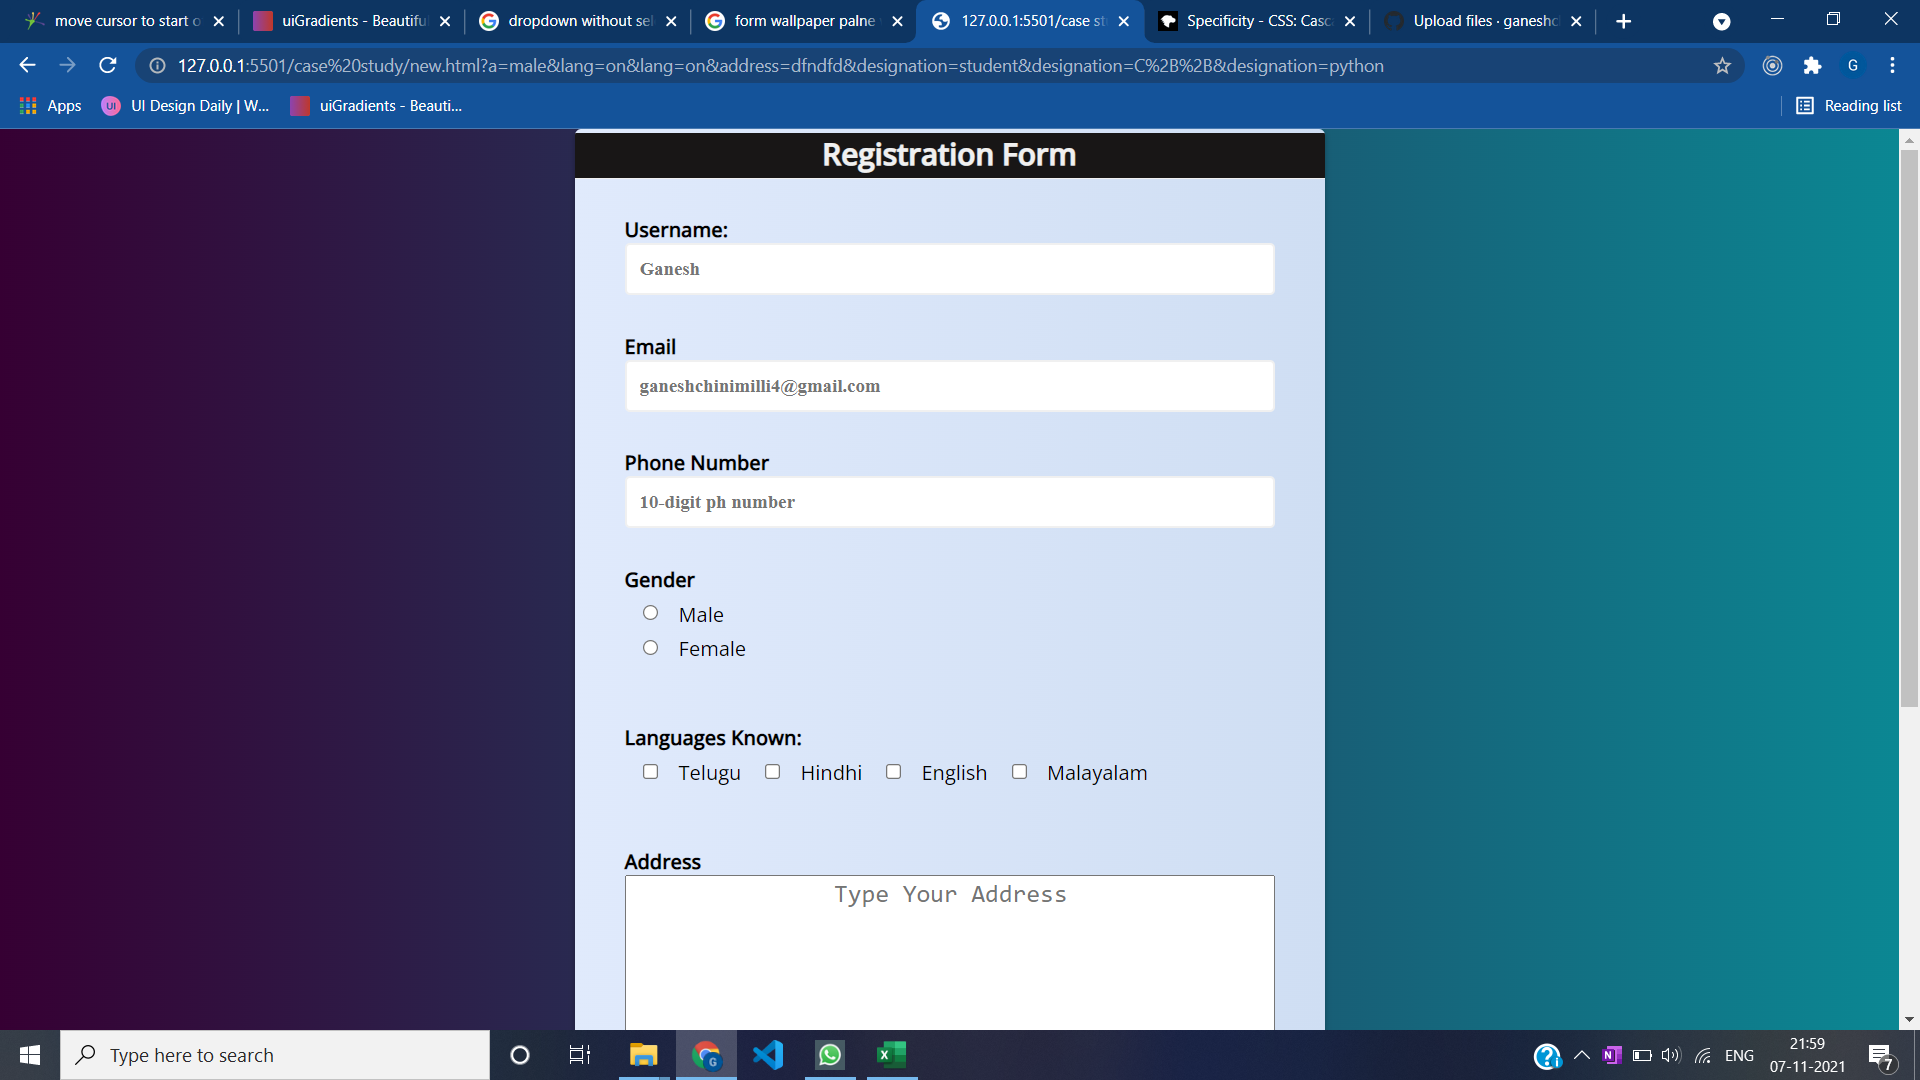 move cursor to start o
uiGradients - Beautiful
dropdown without sel
form wallpaper palne
127.0.0.1:5501/case st
Specificity - CSS: Casc
Upload files · ganeshc
127.0.0.1:5501/case%20study/new.html?a=male&lang=on&lang=on&address=dfndfd&designation=student&designation=C%2B%2B&designation=python
G
Apps
UI
UI Design Daily | W...
uiGradients - Beauti...
Reading list
Registration Form
Username:
Ganesh
Email
ganeshchinimilli4@gmail.com
Phone Number
10-digit ph number
Gender
Male
Female
Languages Known:
Telugu
Hindhi
English
Malayalam
Address
Type Your Address
Type here to search
G
ENG
21:59
07-11-2021
7